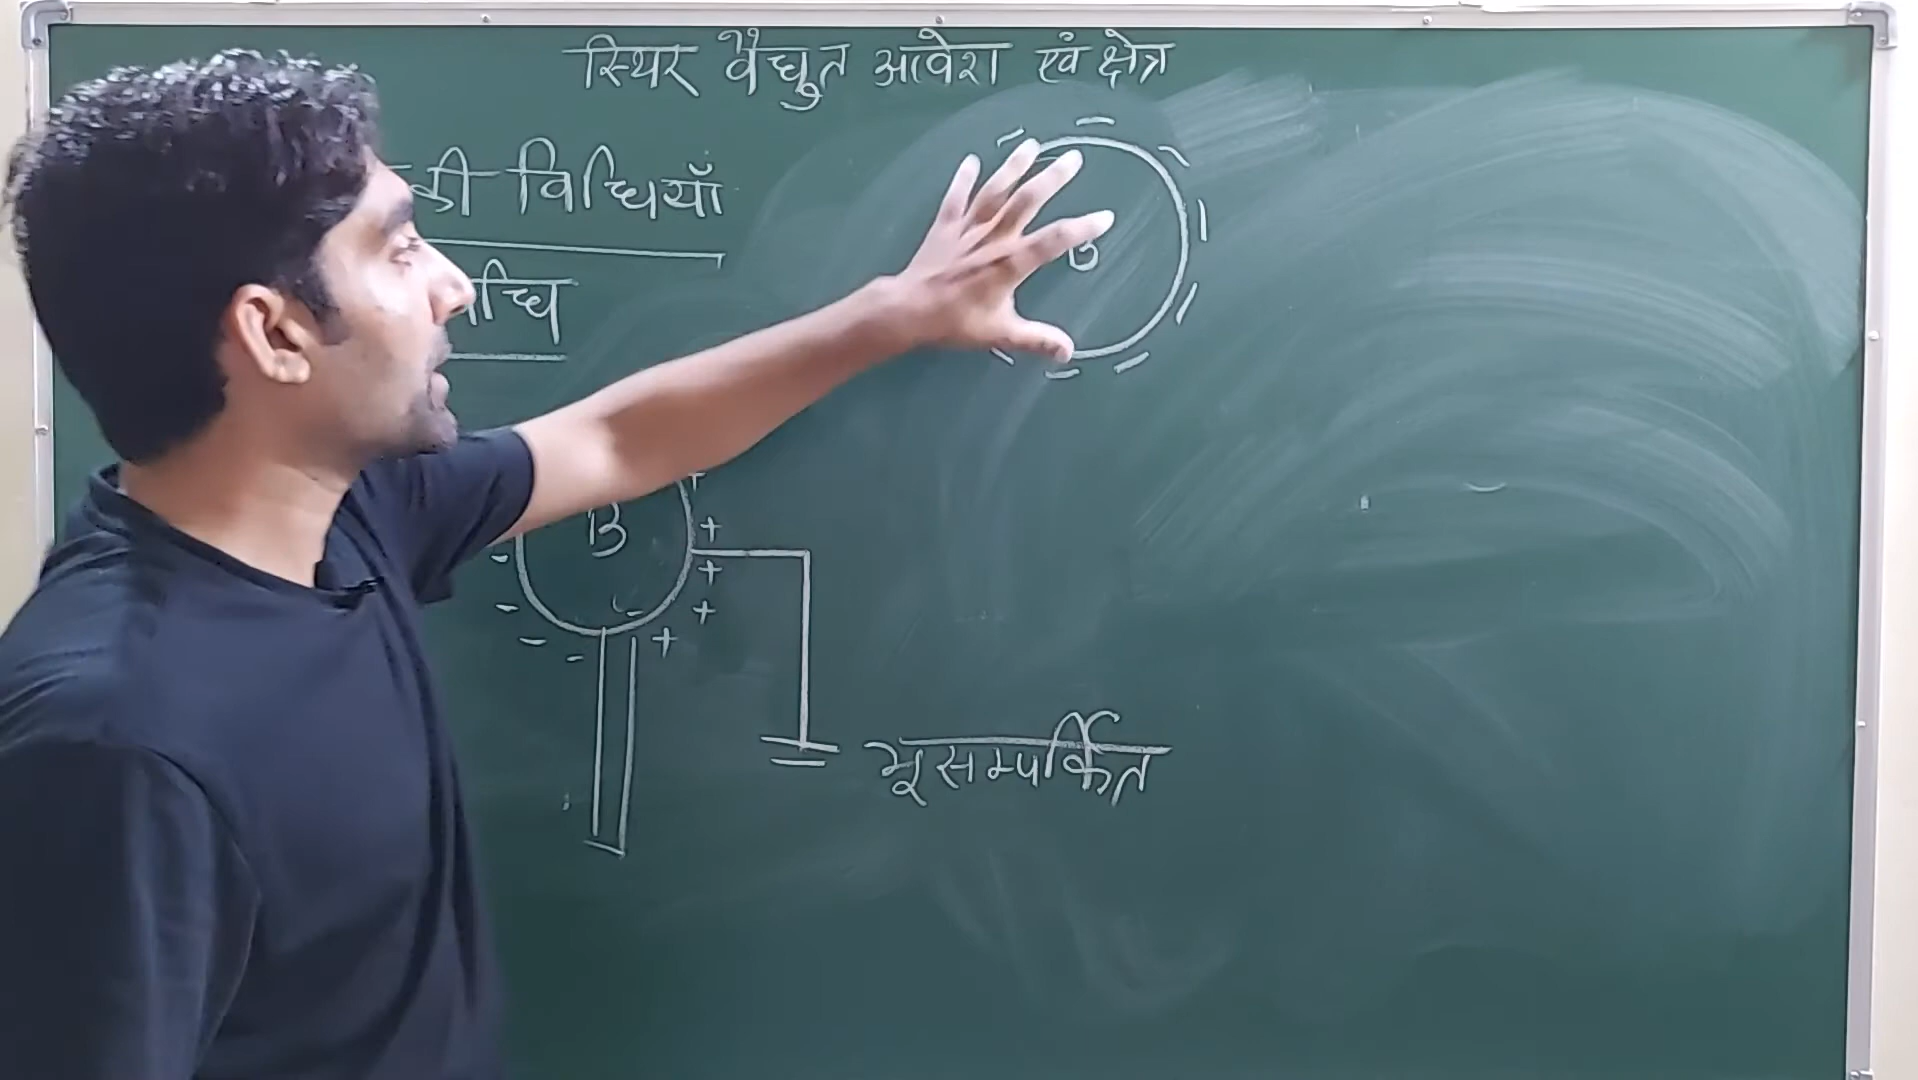 स्थिर वैद्युत आवेश एवं क्षेत्र
की विधियाँ
B
B
भूसम्पर्कित